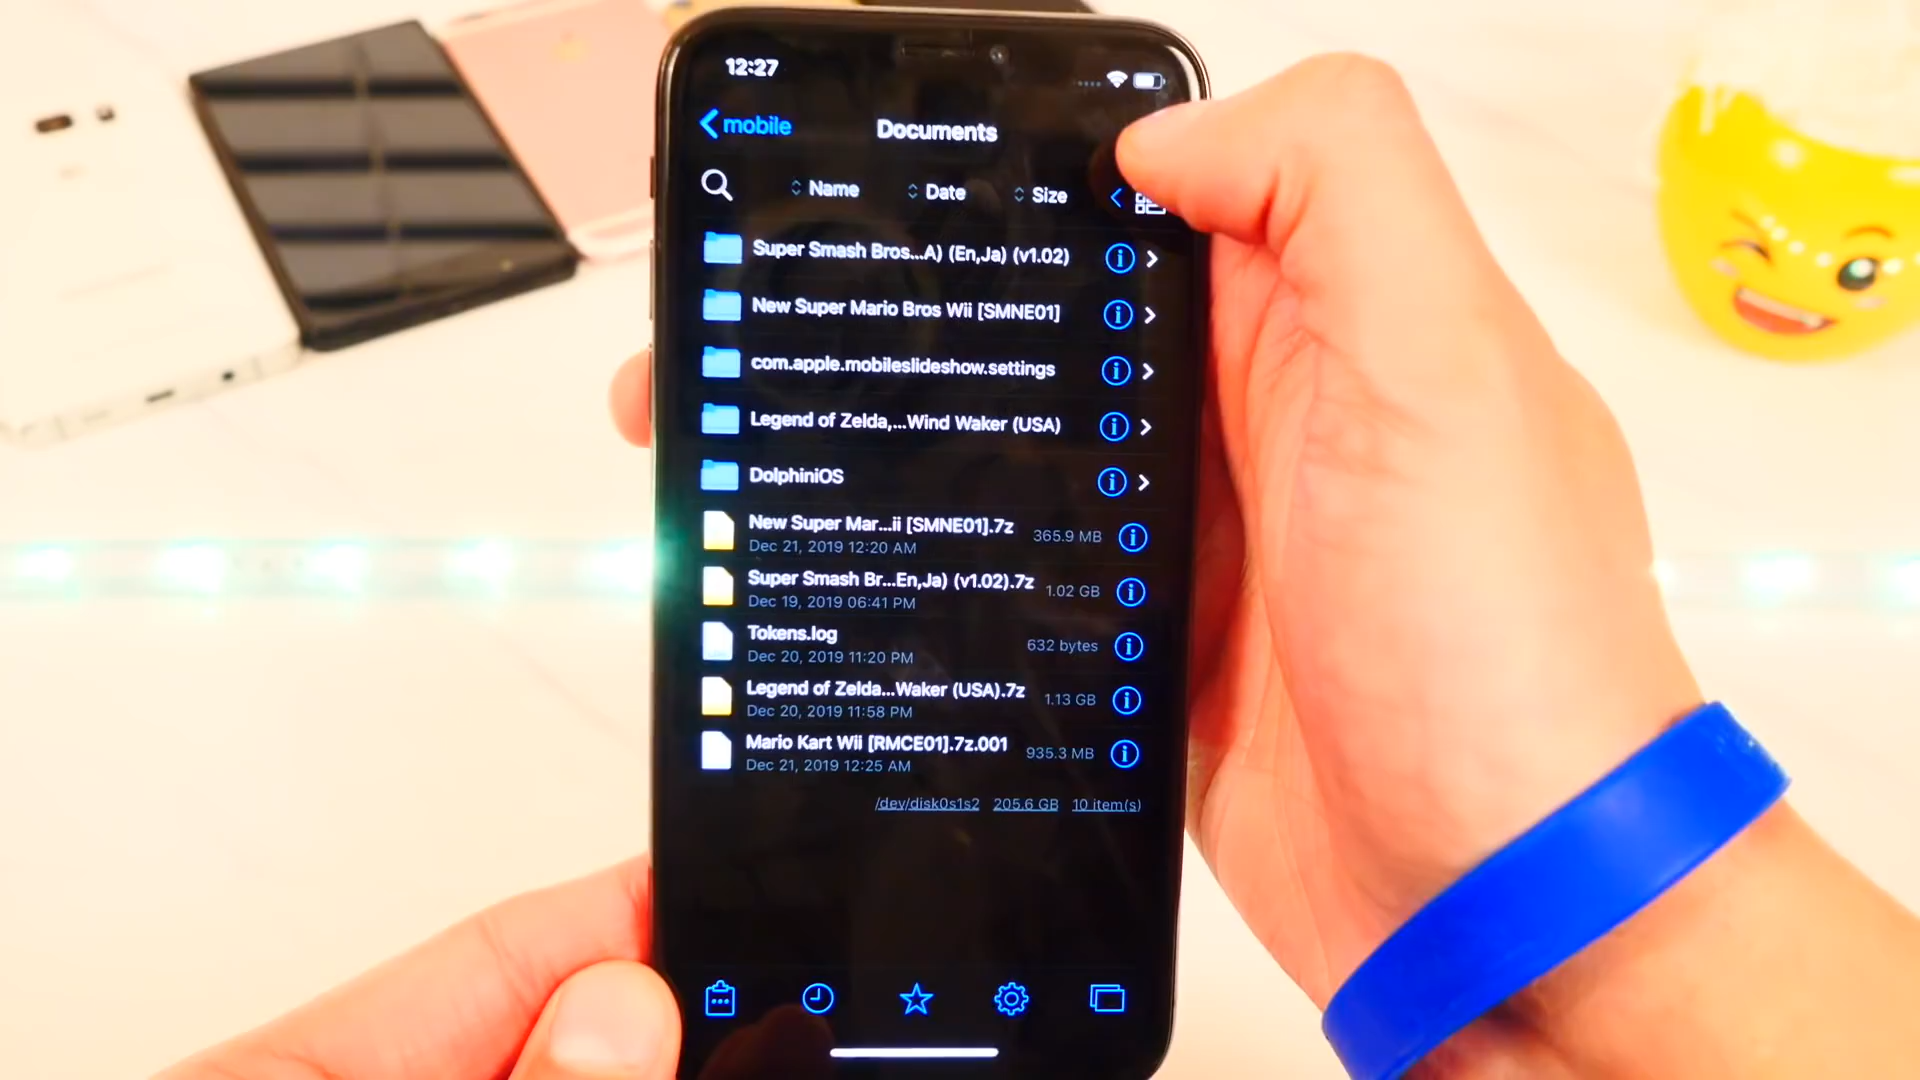 12:27
mobile
Documents
Name Date Size
Super Smash Bros...A) (En,Ja) (v1.02)
New Super Mario Bros Wii [SMNE01]
com.apple.mobileslideshow.settings
Legend of Zelda,...Wind Waker (USA)
DolphiniOS
New Super Mar...ii [SMNE01].7z 365.9 MB
Dec 21, 2019 12:20 AM
Super Smash Br...En,Ja) (v1.02).7z 1.02 GB
Dec 19, 2019 06:41 PM
Tokens.log 632 bytes
Dec 20, 2019 11:20 PM
Legend of Zelda...Waker (USA).7z 1.13 GB
Dec 20, 2019 11:58 PM
Mario Kart Wii [RMCE01].7z.001 935.3 MB
Dec 21, 2019 12:25 AM
/dev/disk0s1s2 205.6 GB 10 item(s)